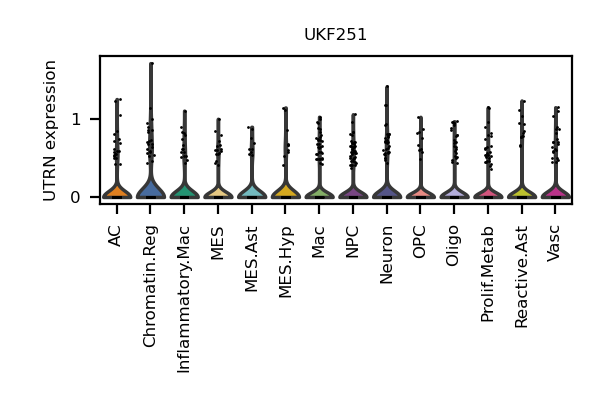 UKF251
UTRN expression
1
0
AC
Chromatin.Reg
Inflammatory.Mac
MES
MES.Ast
MES.Hyp
Mac
NPC
Neuron
OPC
Oligo
Prolif.Metab
Reactive.Ast
Vasc